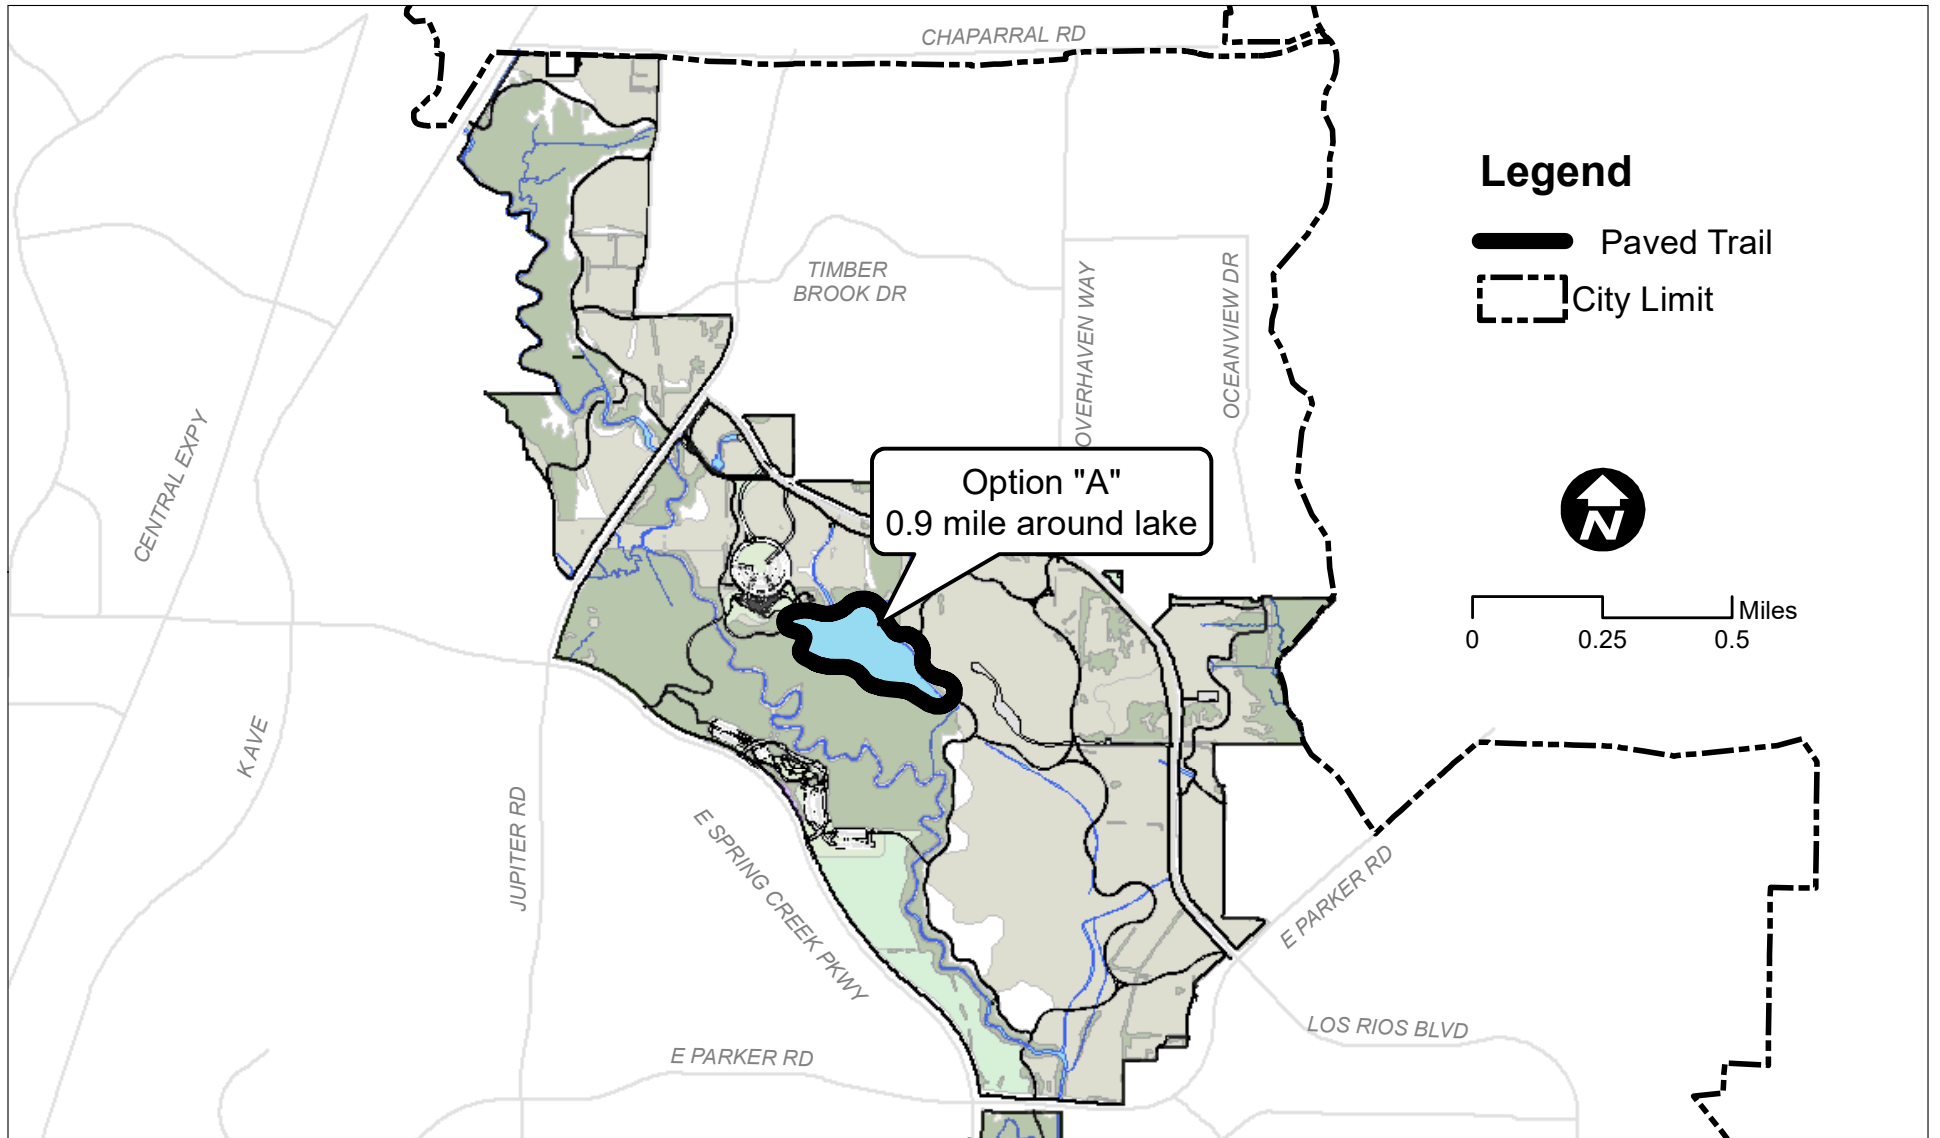 CHAPARRAL RD
Legend
Paved Trail
City Limit
TIMBER
BROOK DR
OVERHAVEN WAY
OCEANVIEW DR
CENTRAL EXPY
Option "A"
0.9 mile around lake
N
Miles
0 0.25 0.5
K AVE
JUPITER RD
E SPRING CREEK PKWY
E PARKER RD
LOS RIOS BLVD
E PARKER RD